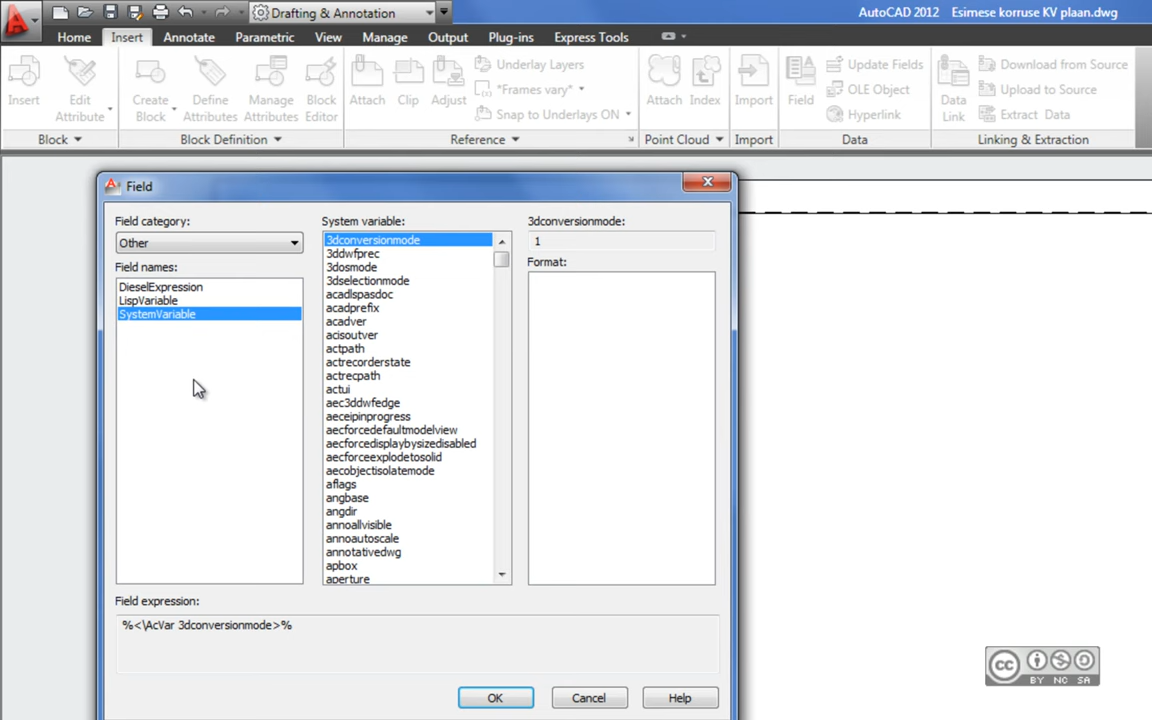 Drafting & Annotation
AutoCAD 2012 Esimese korruse KV plaan.dwg
Home Insert Annotate Parametric View Manage Output Plug-ins Express Tools
Insert
Edit Attribute
Create Block
Define Attributes
Manage Attributes
Block Editor
Attach
Clip
Adjust
Underlay Layers
*Frames vary*
Snap to Underlays ON
Attach
Index
Import
Field
Update Fields
OLE Object
Hyperlink
Data Link
Download from Source
Upload to Source
Extract Data
Block
Block Definition
Reference
Point Cloud
Import
Data
Linking & Extraction
Field
Field category:
Other
Field names:
DieselExpression
LispVariable
SystemVariable
System variable:
3dconversionmode
3ddwfprec
3dosmode
3dselectionmode
acadlspasdoc
acadprefix
acadver
acisoutver
actpath
actrecorderstate
actrecpath
actui
aec3ddwfedge
aeceipinprogress
aecforcedefaultmodelview
aecforcedisplaybysizedisabled
aecforceexplodetosolid
aecobjectisolatemode
aflags
angbase
angdir
annoallvisible
annoautoscale
annotativedwg
apbox
aperture
3dconversionmode:
1
Format:
Field expression:
%<\AcVar 3dconversionmode>%
OK
Cancel
Help
cc
BY NC SA